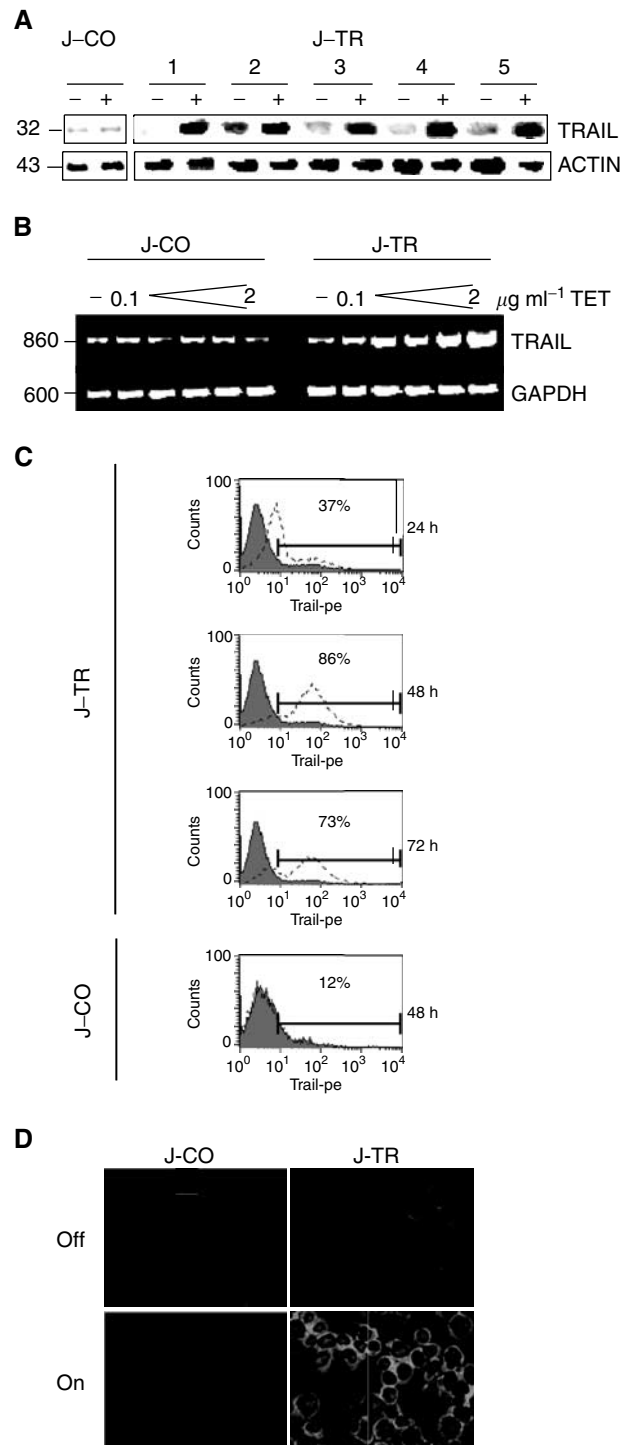 A
J–CO J–TR
1 2 3 4 5
– + – + – + – + – + – +
32 TRAIL
43 ACTIN
B
J-CO J-TR
– 0.1 2 – 0.1 2 μg ml⁻¹ TET
860 TRAIL
600 GAPDH
C
J–TR
100
Counts
0
37%
24 h
10⁰ 10¹ 10² 10³ 10⁴
Trail-pe
100
Counts
0
86%
48 h
10⁰ 10¹ 10² 10³ 10⁴
Trail-pe
100
Counts
0
73%
72 h
10⁰ 10¹ 10² 10³ 10⁴
Trail-pe
J–CO
100
Counts
0
12%
48 h
10⁰ 10¹ 10² 10³ 10⁴
Trail-pe
D
J-CO J-TR
Off
On